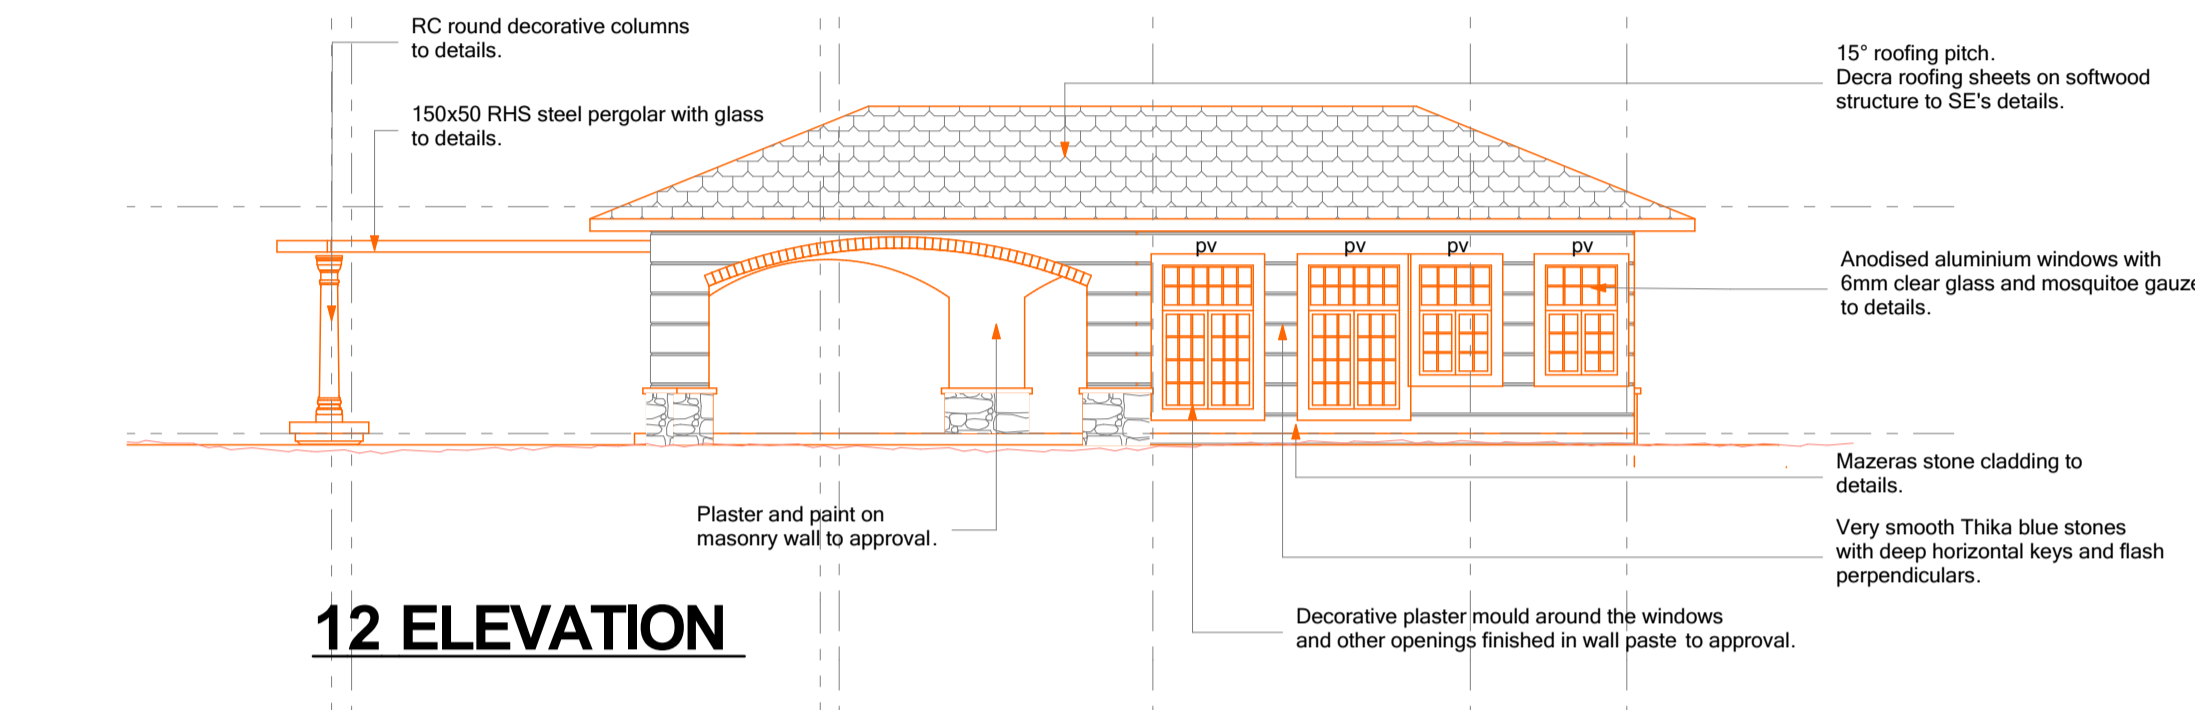 RC round decorative columns
to details.
150x50 RHS steel pergolar with glass
to details.
15° roofing pitch.
Decra roofing sheets on softwood
structure to SE's details.
pv pv pv pv
Anodised aluminium windows with
6mm clear glass and mosquitoe gauze
to details.
Mazeras stone cladding to
details.
Plaster and paint on
masonry wall to approval.
Very smooth Thika blue stones
with deep horizontal keys and flash
perpendiculars.
Decorative plaster mould around the windows
and other openings finished in wall paste to approval.
12 ELEVATION